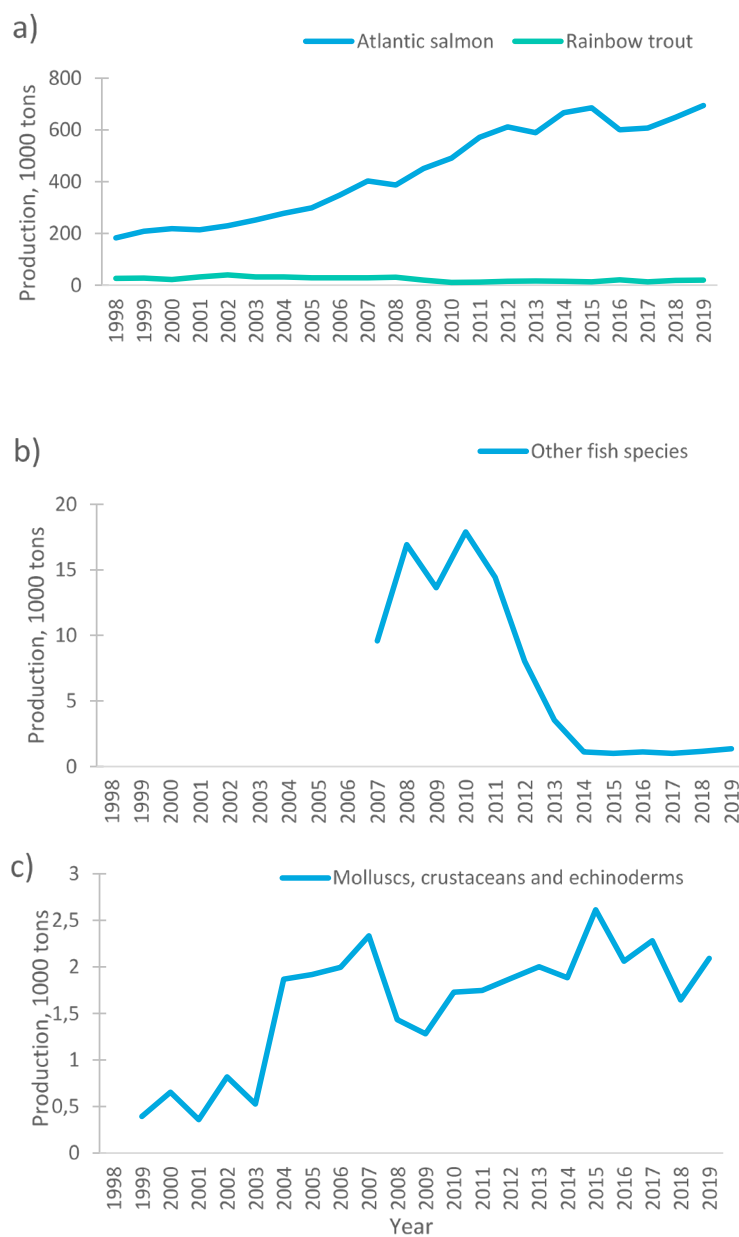 a)
Atlantic salmon Rainbow trout
Production, 1000 tons
800
600
400
200
0
1998 1999 2000 2001 2002 2003 2004 2005 2006 2007 2008 2009 2010 2011 2012 2013 2014 2015 2016 2017 2018 2019
b)
Other fish species
Production, 1000 tons
20
15
10
5
0
1998 1999 2000 2001 2002 2003 2004 2005 2006 2007 2008 2009 2010 2011 2012 2013 2014 2015 2016 2017 2018 2019
c)
Molluscs, crustaceans and echinoderms
Production, 1000 tons
3
2,5
2
1,5
1
0,5
0
1998 1999 2000 2001 2002 2003 2004 2005 2006 2007 2008 2009 2010 2011 2012 2013 2014 2015 2016 2017 2018 2019
Year